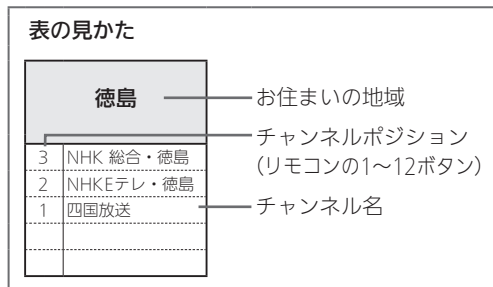 表の見かた
徳島
お住まいの地域
チャンネルポジション
(リモコンの1〜12ボタン)
3 NHK 総合・徳島
2 NHKEテレ・徳島
1 四国放送
チャンネル名